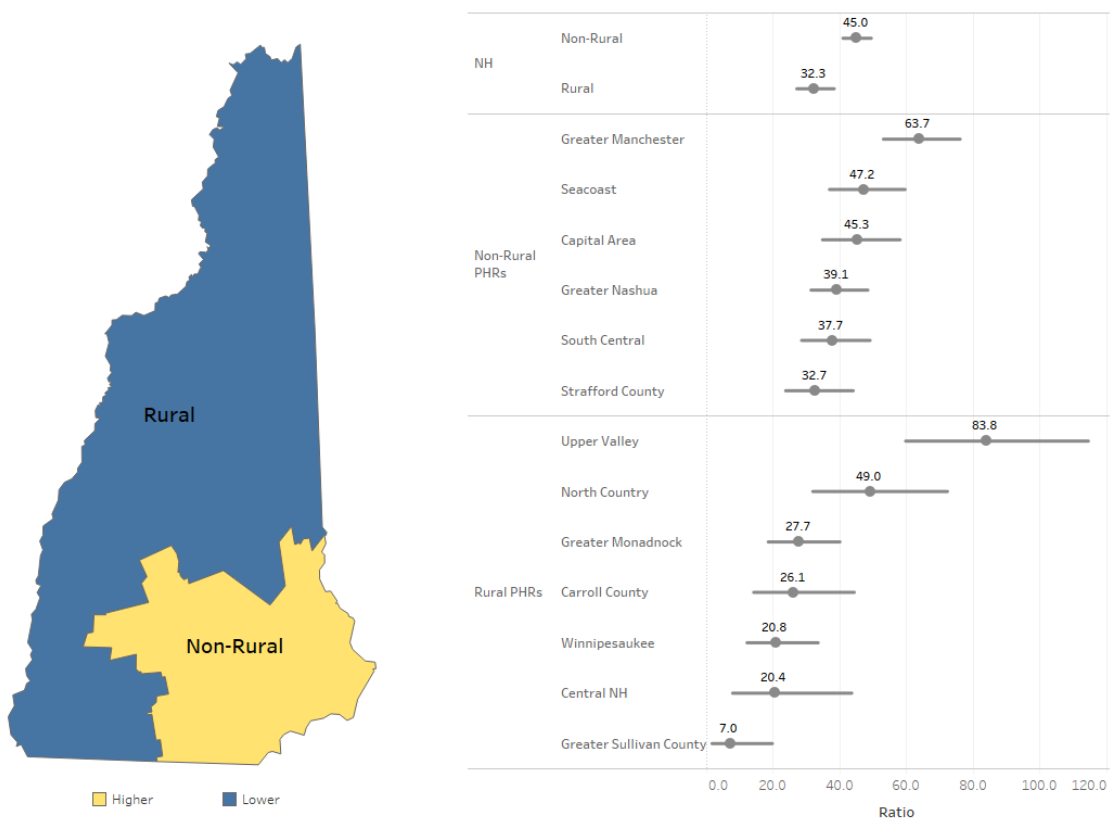 Rural
Non-Rural
Higher
Lower
NH
Non-Rural
45.0
Rural
32.3
Non-Rural
PHRs
Greater Manchester
63.7
Seacoast
47.2
Capital Area
45.3
Greater Nashua
39.1
South Central
37.7
Strafford County
32.7
Rural PHRs
Upper Valley
83.8
North Country
49.0
Greater Monadnock
27.7
Carroll County
26.1
Winnipesaukee
20.8
Central NH
20.4
Greater Sullivan County
7.0
0.0 20.0 40.0 60.0 80.0 100.0 120.0
Ratio